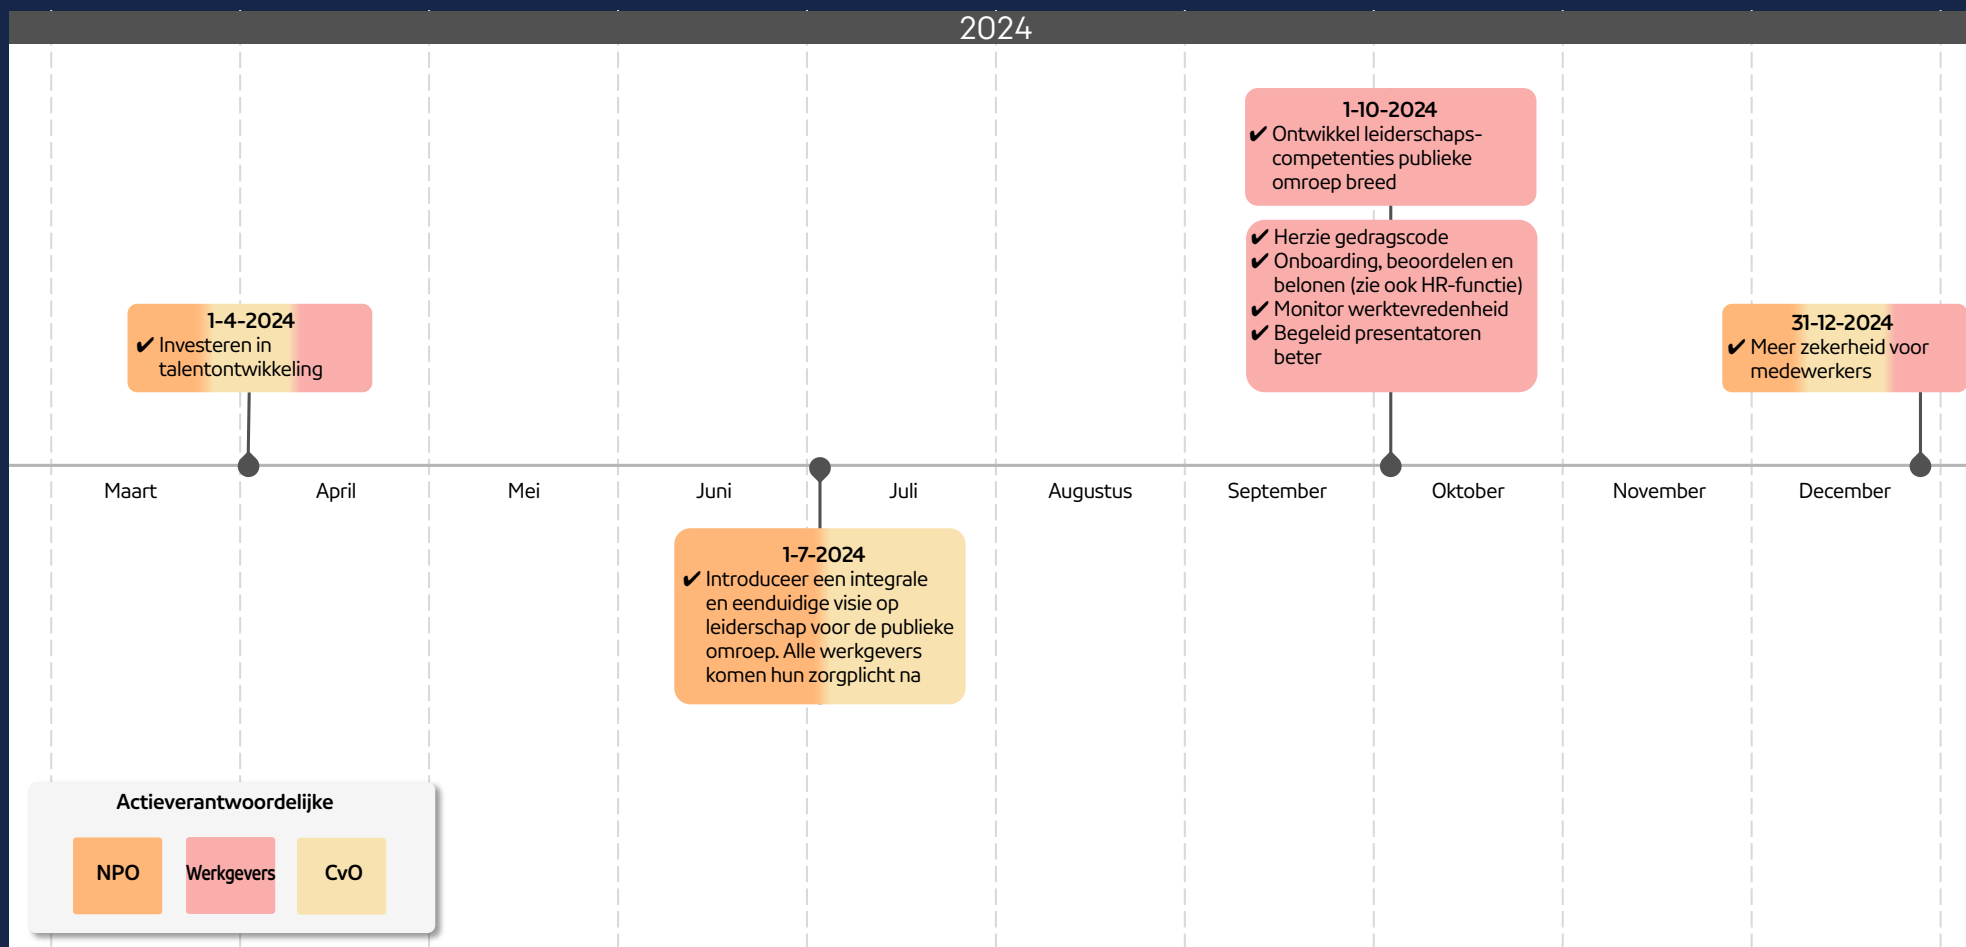 2024
1-10-2024
✔ Ontwikkel leiderschaps-
competenties publieke
omroep breed
✔ Herzie gedragscode
✔ Onboarding, beoordelen en
belonen (zie ook HR-functie)
✔ Monitor werktevredenheid
✔ Begeleid presentatoren
beter
1-4-2024
✔ Investeren in
talentontwikkeling
31-12-2024
✔ Meer zekerheid voor
medewerkers
Maart April Mei Juni Juli Augustus September Oktober November December
1-7-2024
✔ Introduceer een integrale
en eenduidige visie op
leiderschap voor de publieke
omroep. Alle werkgevers
komen hun zorgplicht na
Actieverantwoordelijke
NPO Werkgevers CvO